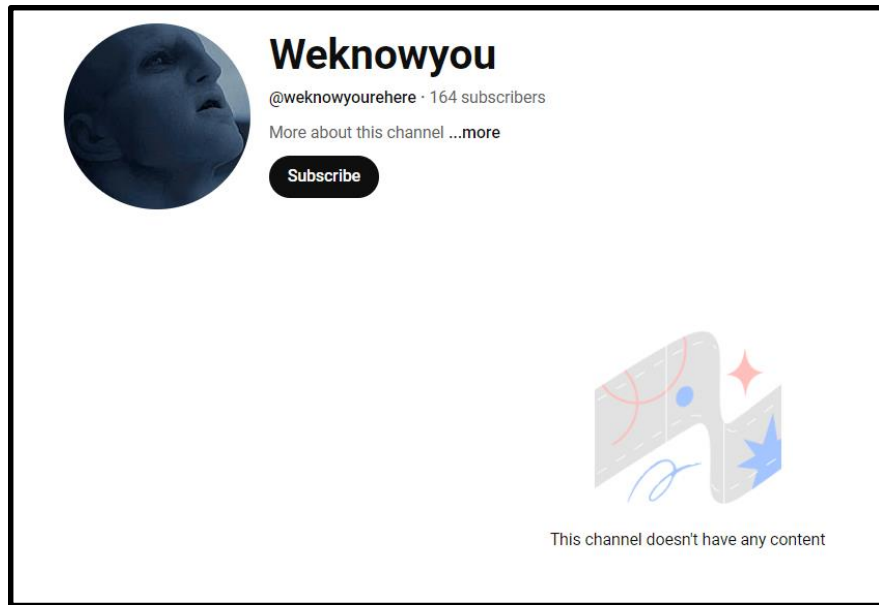 Weknowyou
@weknowyourehere · 164 subscribers
More about this channel ...more
Subscribe
This channel doesn't have any content